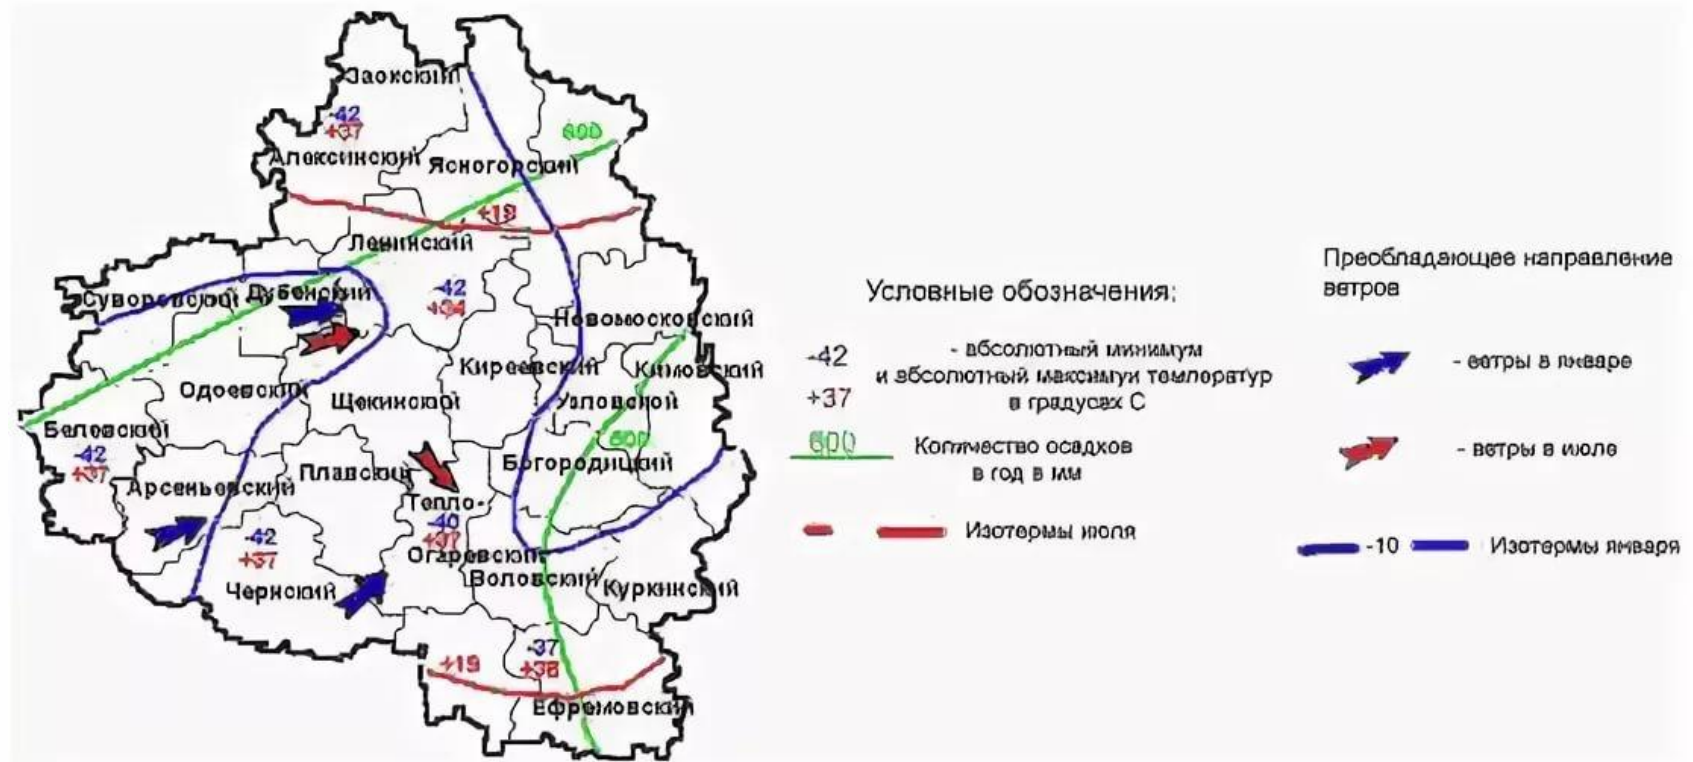 Заокский
-42
+37
600
Алексинский
Ясногорский
+19
Ленинский
Суворовский
Дубенский
-42
+34
Новомосковский
Киреевский
Кимовский
Одоевский
Щекинский
Узловской
Белевский
600
-42
+37
Богородицкий
Плавский
Арсеньевский
Тепло-
-40
+37
Огаревский
-42
+37
Воловский
Чернский
Куркинский
-37
+38
+19
Ефремовский
Условные обозначения:
-42
+37
- абсолютный минимум
и абсолютный максимум температур
в градусах С
600
Количество осадков
в год в мм
Изотермы июля
Преобладающее направление
ветров
- ветры в январе
- ветры в июле
-10
Изотермы января